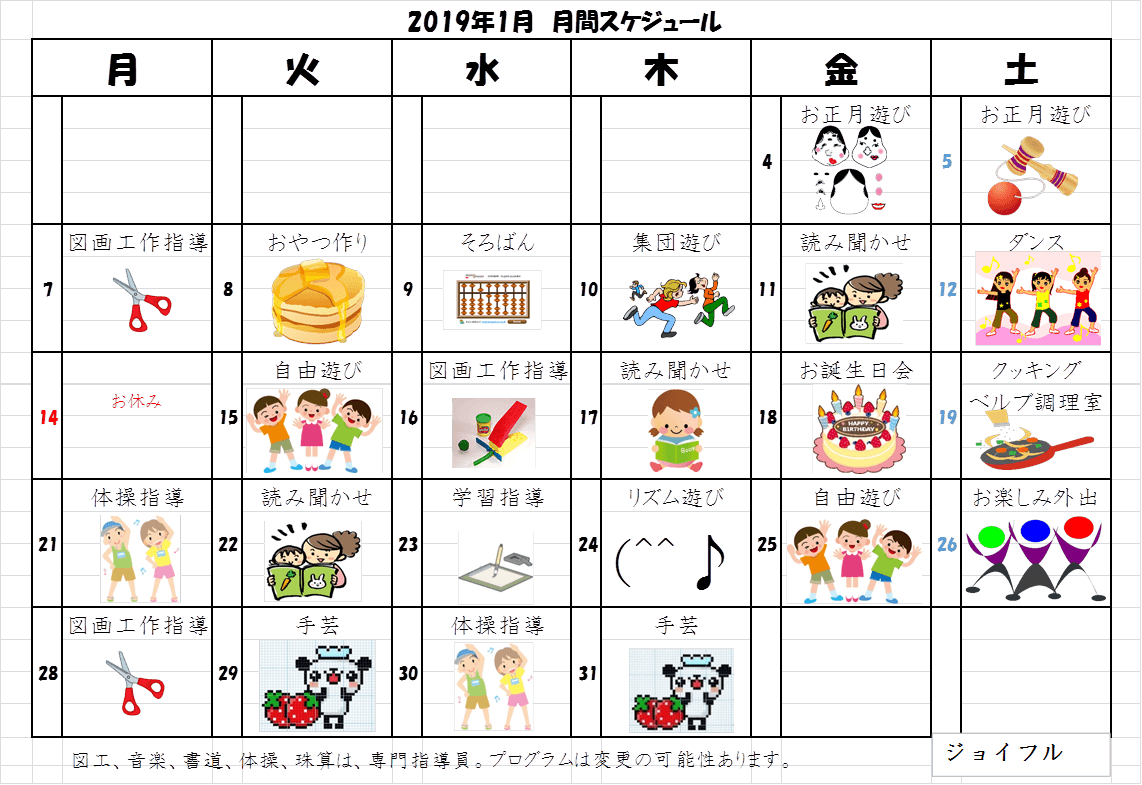 2019年1月 月間スケジュール
月 火 水 木 金 土
4 お正月遊び
5 お正月遊び
7 図画工作指導
8 おやつ作り
9 そろばん
10 集団遊び
11 読み聞かせ
12 ダンス
14 お休み
15 自由遊び
16 図画工作指導
17 読み聞かせ
18 お誕生日会
HAPPY
BIRTHDAY
19 クッキング
ベルブ調理室
21 体操指導
22 読み聞かせ
23 学習指導
24 リズム遊び
(^^ ♪
25 自由遊び
26 お楽しみ外出
28 図画工作指導
29 手芸
30 体操指導
31 手芸
図工、音楽、書道、体操、珠算は、専門指導員。プログラムは変更の可能性あります。
ジョイフル